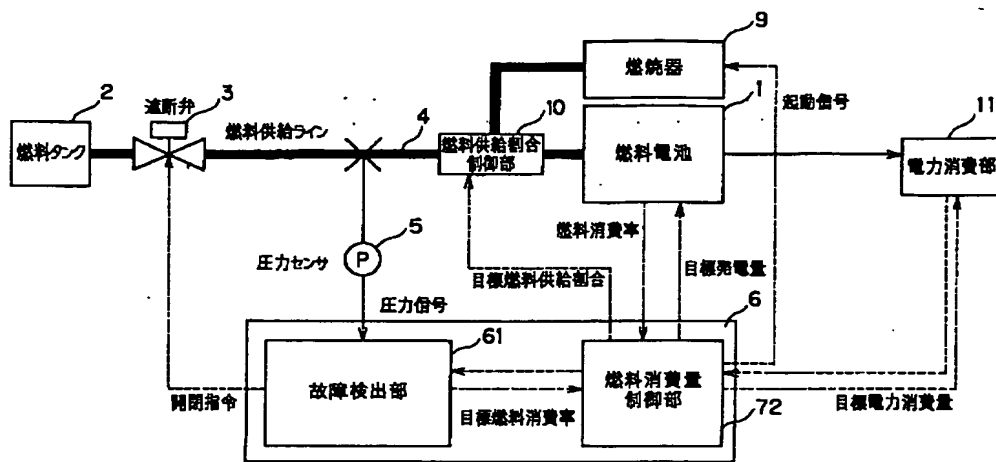 9
燃焼器
2
遮断弁
3
1
起動信号
11
10
燃料供給ライン
4
燃料タンク
燃料供給割合
制御部
燃料電池
電力消費部
5
燃料消費率
圧力センサ
P
目標発電量
目標燃料供給割合
圧力信号
6
61
故障検出部
燃料消費量
制御部
開閉指令
目標燃料消費率
目標電力消費量
72